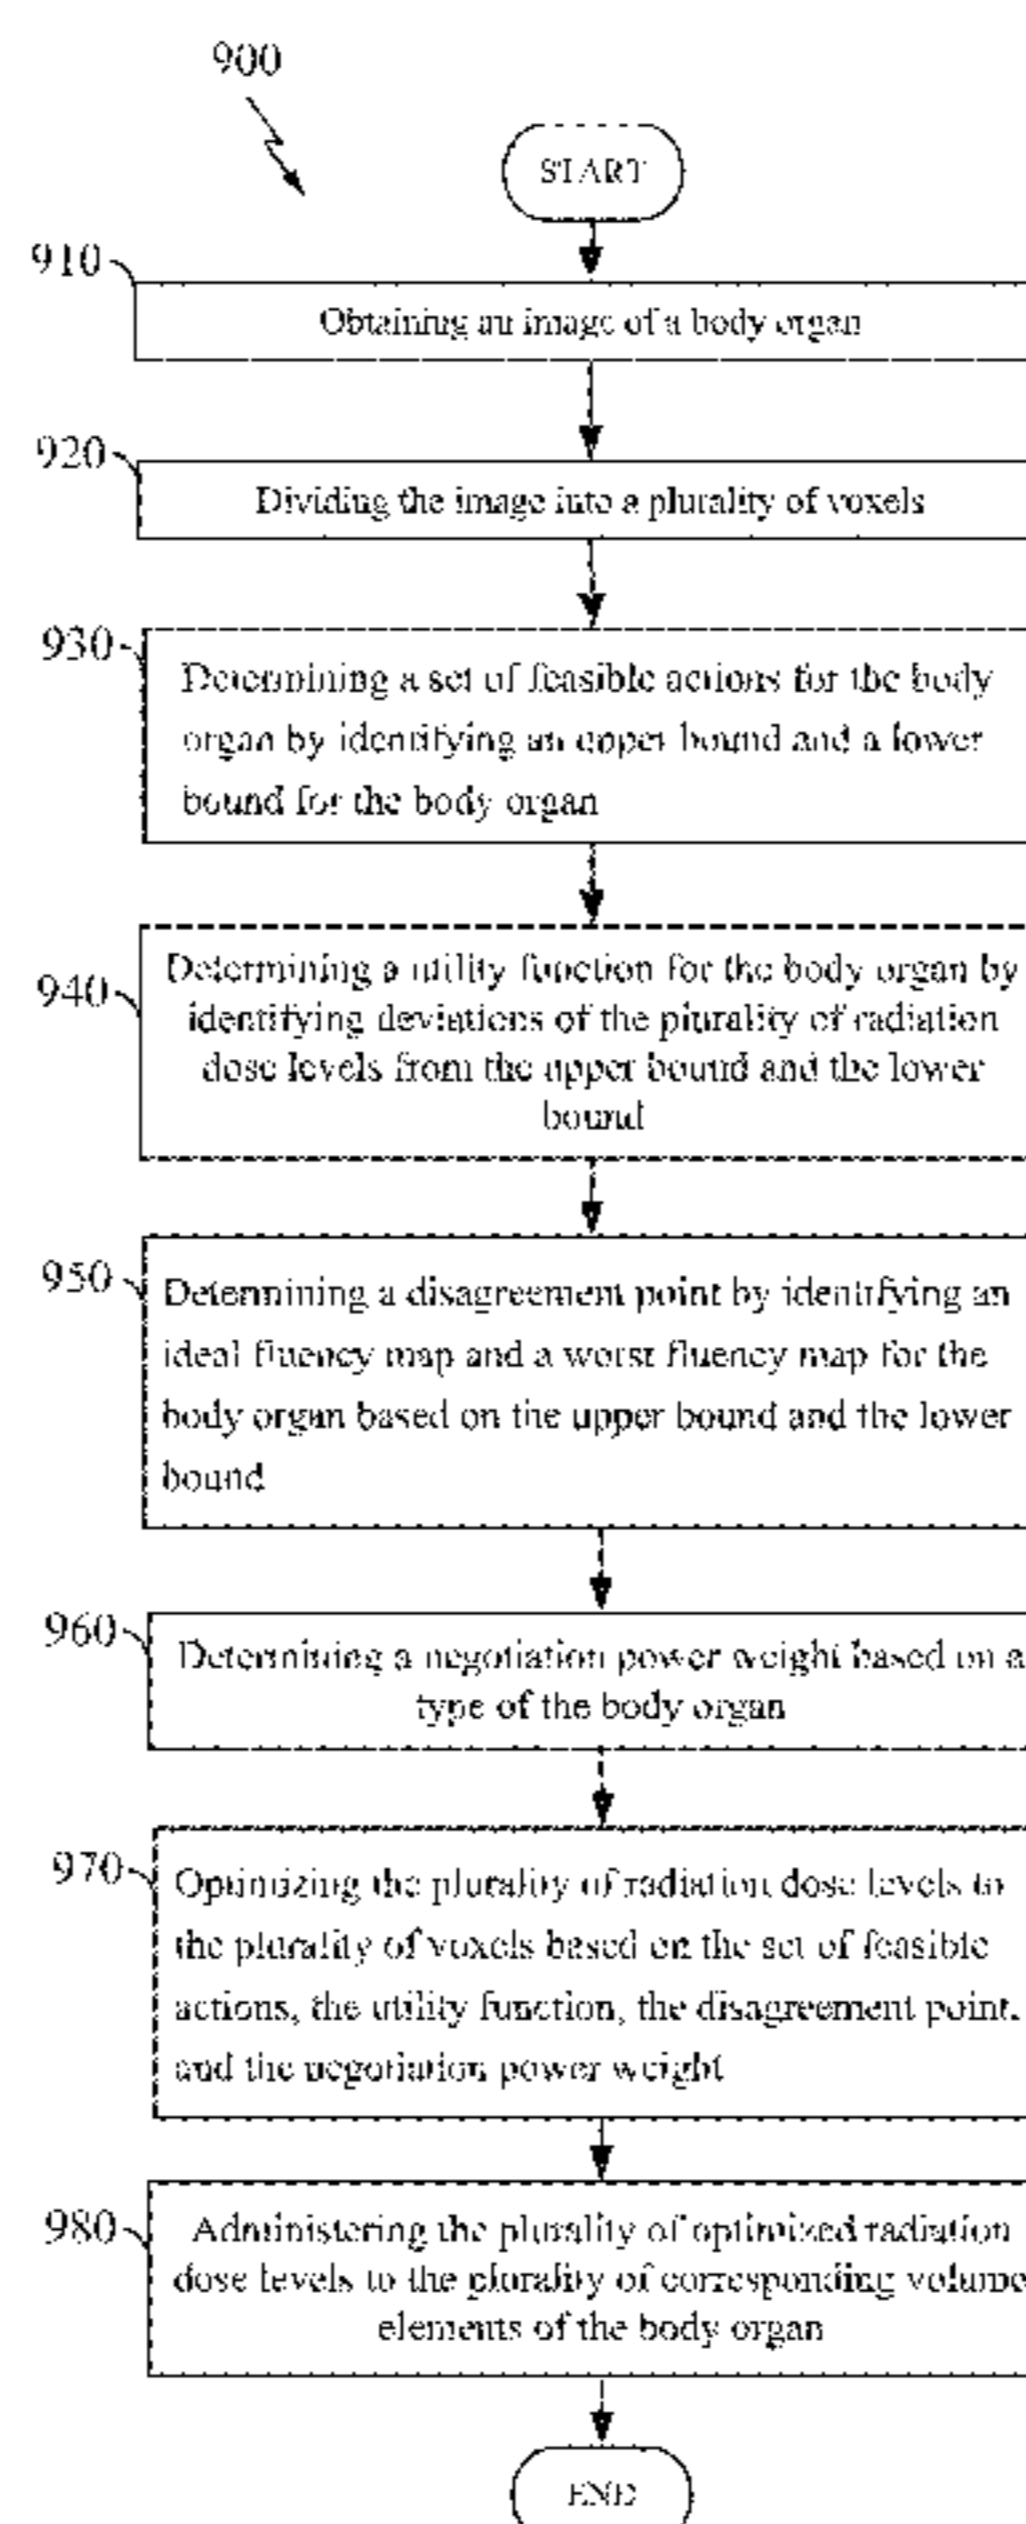 900
START
910
Obtaining an image of a body organ
920
Dividing the image into a plurality of voxels
930
Determining a set of feasible actions for the body
organ by identifying an upper bound and a lower
bound for the body organ
940
Determining a utility function for the body organ by
identifying deviations of the plurality of radiation
dose levels from the upper bound and the lower
bound
950
Determining a disagreement point by identifying an
ideal fluency map and a worst fluency map for the
body organ based on the upper bound and the lower
bound
960
Determining a negotiation power weight based on a
type of the body organ
970
Optimizing the plurality of radiation dose levels to
the plurality of voxels based on the set of feasible
actions, the utility function, the disagreement point,
and the negotiation power weight
980
Administering the plurality of optimized radiation
dose levels to the plurality of corresponding volume
elements of the body organ
END